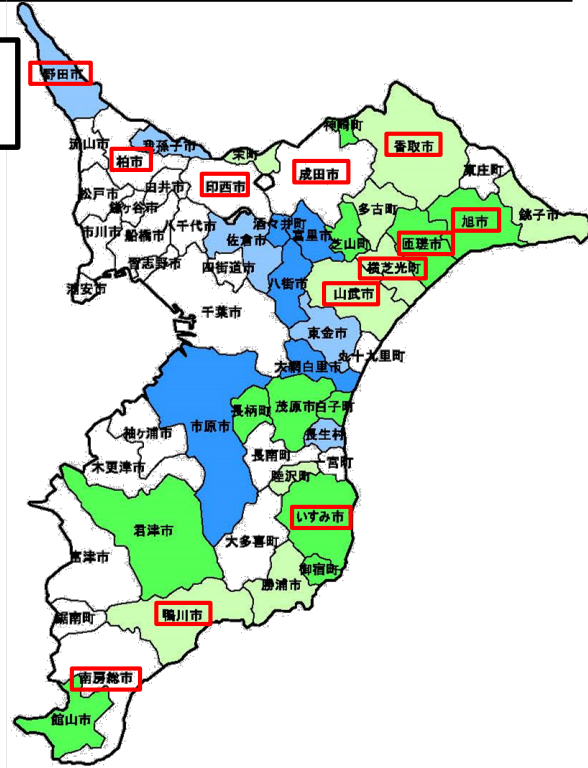 野田市
流山市
我孫子市
柏市
栄町
印西市
成田市
神崎町
香取市
東庄町
松戸市
白井市
鎌ヶ谷市
多古町
旭市
銚子市
市川市
船橋市
八千代市
佐倉市
酒々井町
富里市
芝山町
匝瑳市
習志野市
四街道市
横芝光町
浦安市
八街市
山武市
千葉市
東金市
九十九里町
大網白里市
市原市
長柄町
茂原市
白子町
袖ヶ浦市
長生村
木更津市
長南町
一宮町
睦沢町
君津市
いすみ市
大多喜町
富津市
御宿町
勝浦市
鋸南町
鴨川市
南房総市
館山市